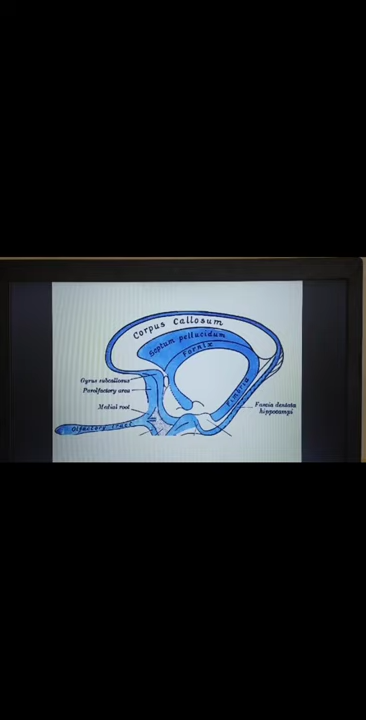 Corpus Callosum
Septum pellucidum
Fornix
Gyrus subcallosus
Parolfactory area
Medial root
Olfactory tract
Fimbria
Fascia dentata
hippocampi